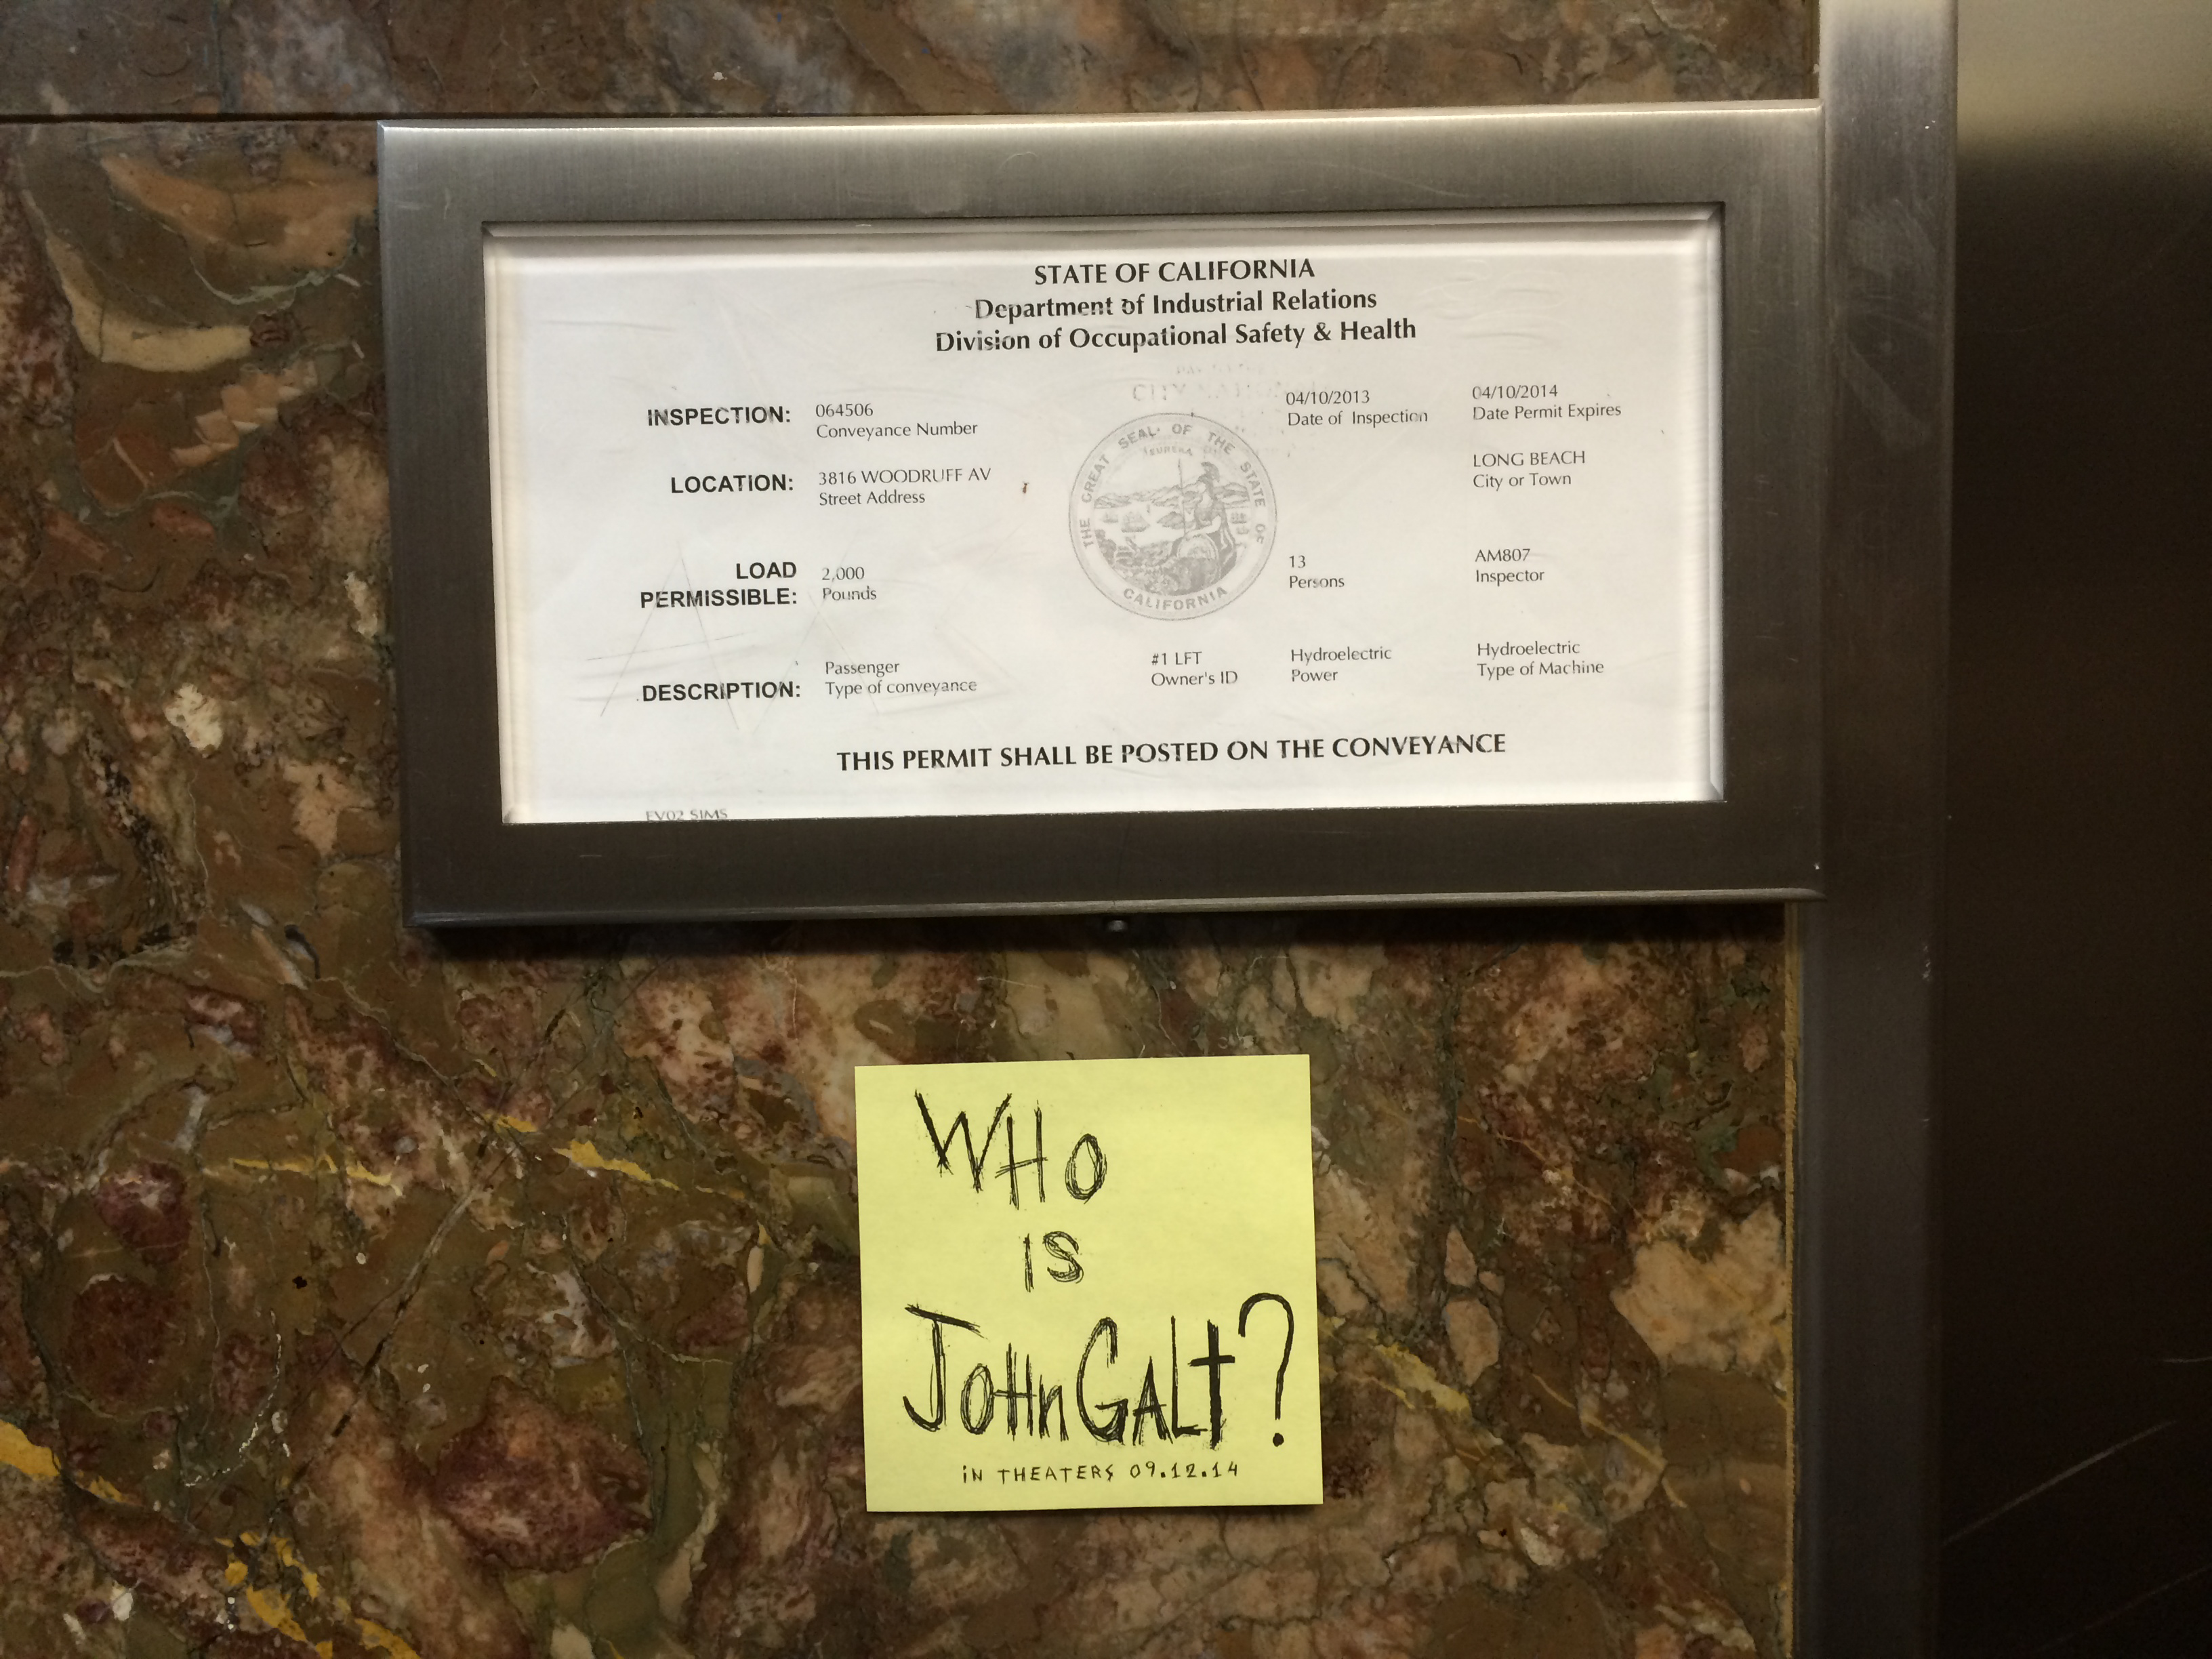 STATE OF CALIFORNIA
Department of Industrial Relations
Division of Occupational Safety & Health
INSPECTION:
064506
Conveyance Number
04/10/2013
Date of Inspection
04/10/2014
Date Permit Expires
LOCATION:
3816 WOODRUFF AV
Street Address
LONG BEACH
City or Town
THE GREAT SEAL OF THE STATE OF CALIFORNIA
EUREKA
LOAD
PERMISSIBLE:
2,000
Pounds
13
Persons
AM807
Inspector
DESCRIPTION:
Passenger
Type of conveyance
#1 LFT
Owner's ID
Hydroelectric
Power
Hydroelectric
Type of Machine
THIS PERMIT SHALL BE POSTED ON THE CONVEYANCE
EV02 SIMS
WHO
iS
JOHn GALt?
iN THEATERS 09.12.14